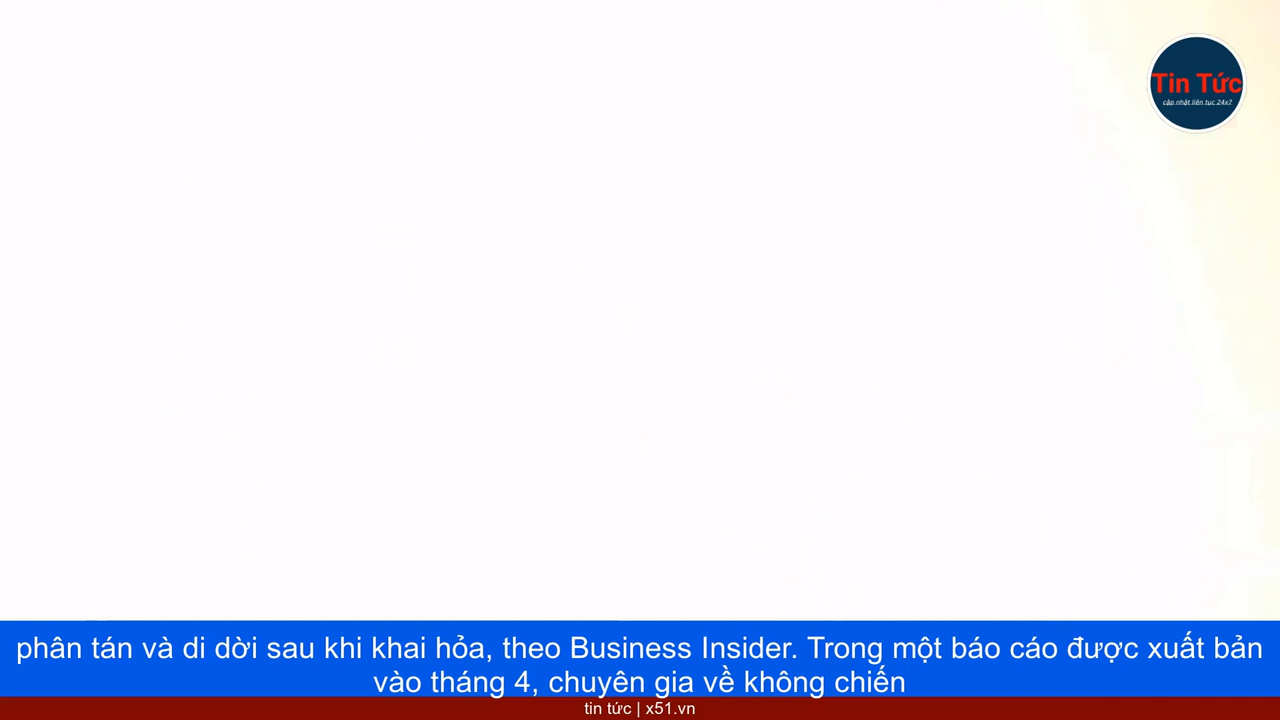 Tin Tức
cập.nhật.liên.tục.24x7
phân tán và di dời sau khi khai hỏa, theo Business Insider. Trong một báo cáo được xuất bản
vào tháng 4, chuyên gia về không chiến
tin tức | x51.vn